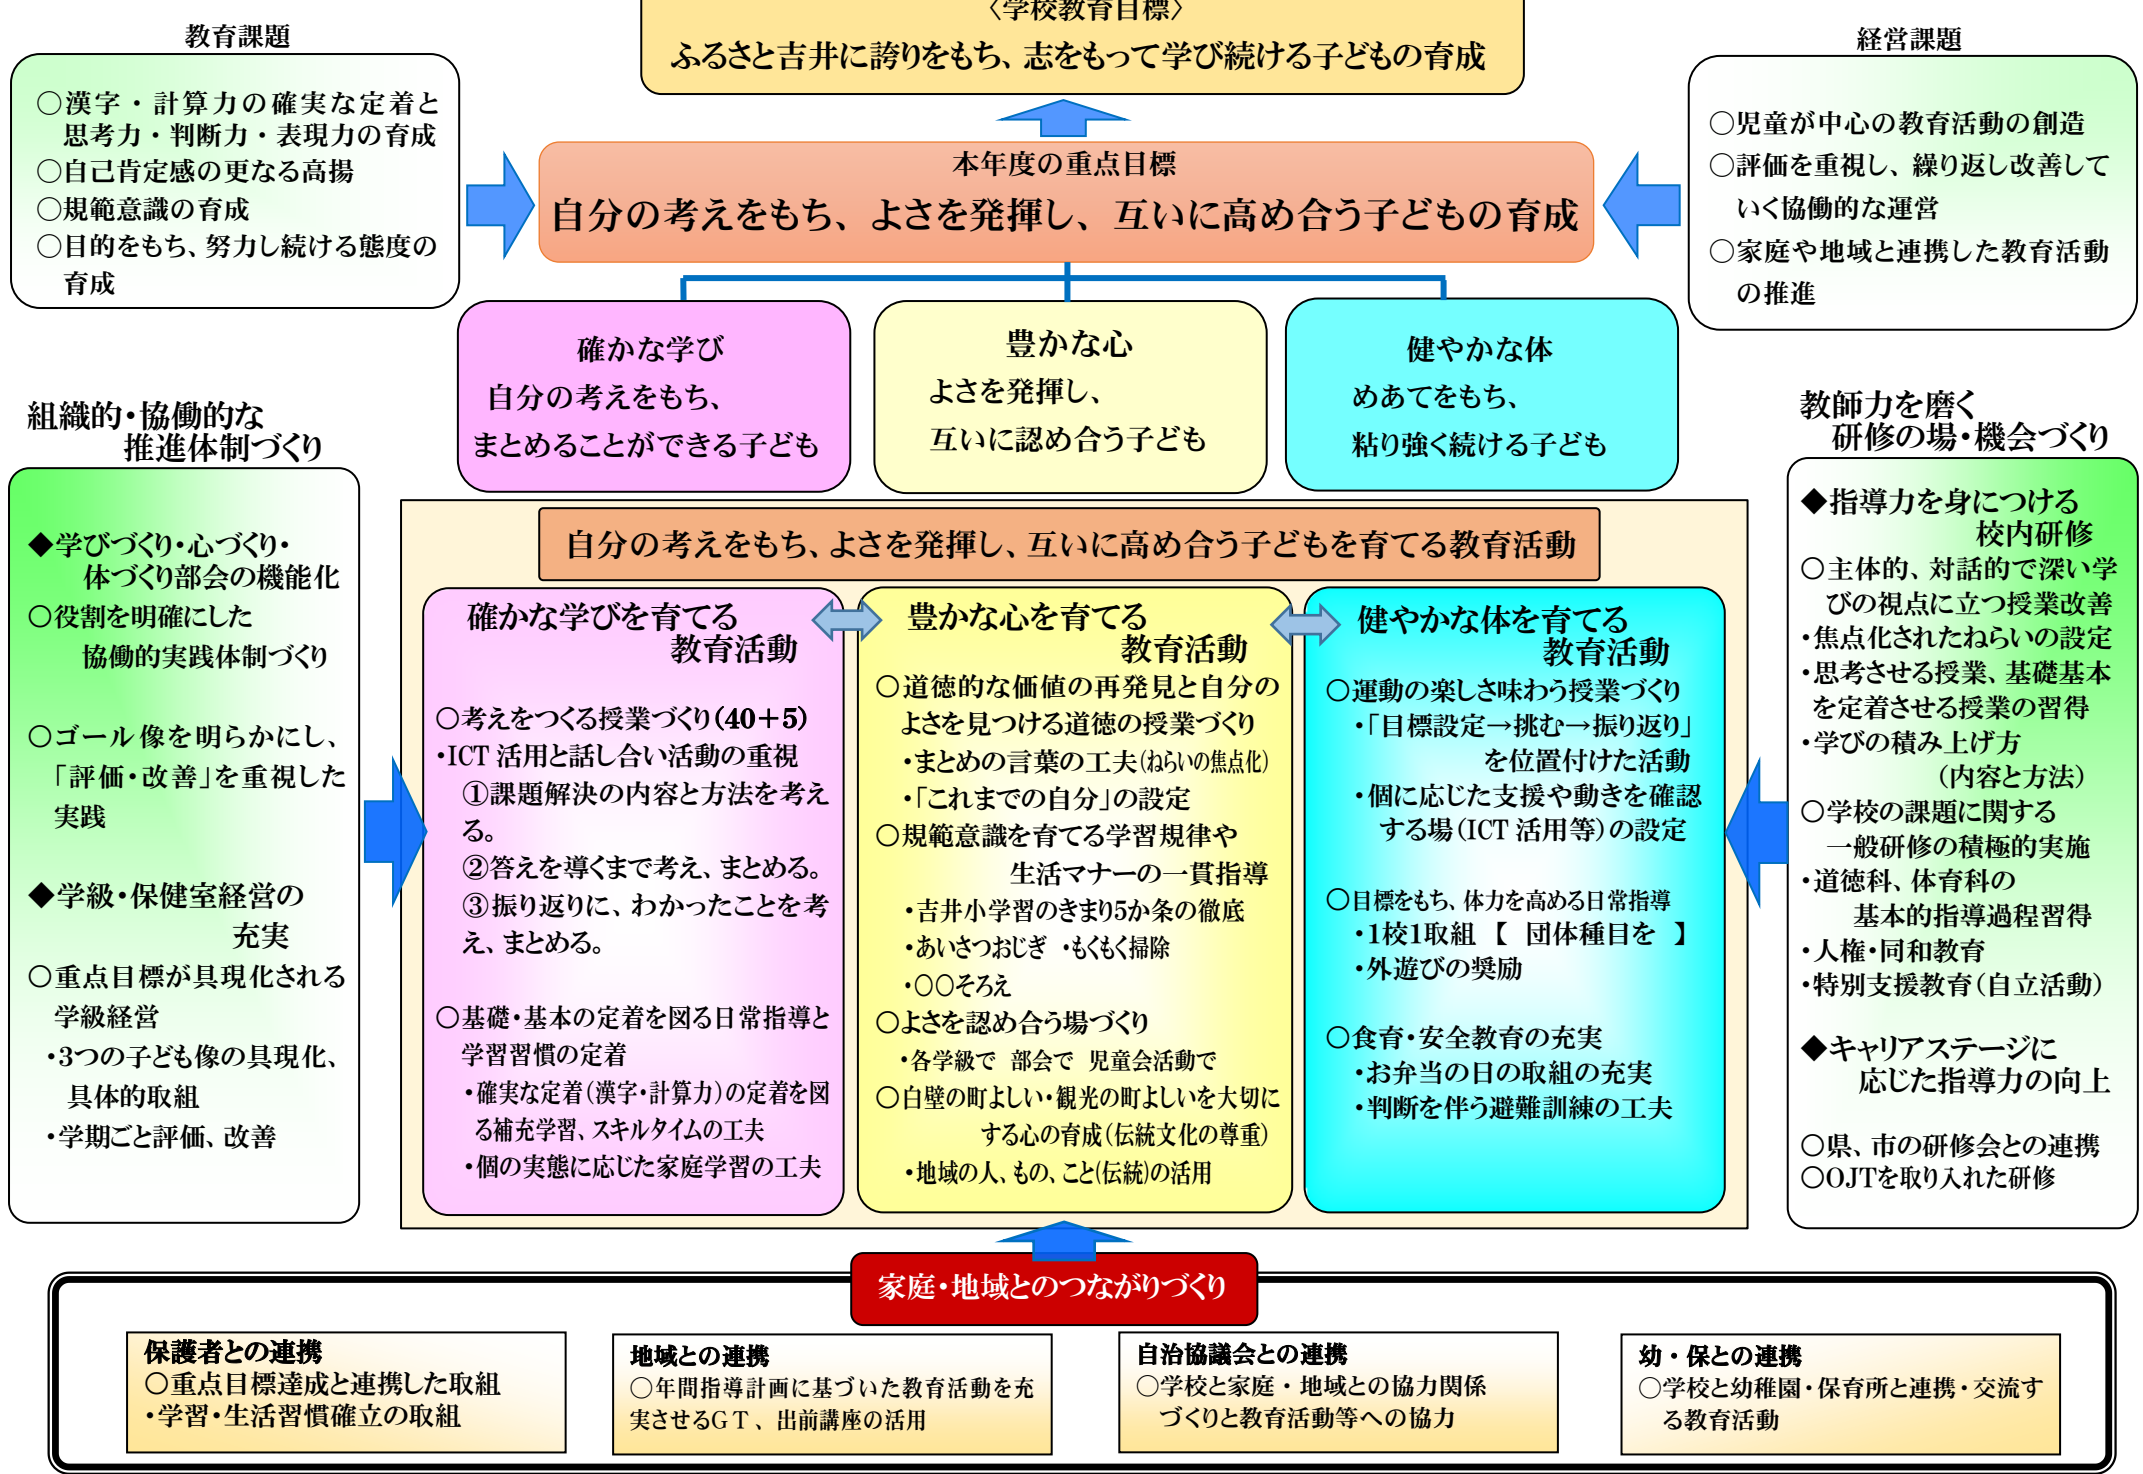 〈学校教育目標〉
ふるさと吉井に誇りをもち、志をもって学び続ける子どもの育成
教育課題
○漢字・計算力の確実な定着と
思考力・判断力・表現力の育成
○自己肯定感の更なる高揚
○規範意識の育成
○目的をもち、努力し続ける態度の
育成
経営課題
○児童が中心の教育活動の創造
○評価を重視し、繰り返し改善して
いく協働的な運営
○家庭や地域と連携した教育活動
の推進
本年度の重点目標
自分の考えをもち、よさを発揮し、互いに高め合う子どもの育成
確かな学び
自分の考えをもち、
まとめることができる子ども
豊かな心
よさを発揮し、
互いに認め合う子ども
健やかな体
めあてをもち、
粘り強く続ける子ども
組織的・協働的な
推進体制づくり
◆学びづくり・心づくり・
体づくり部会の機能化
○役割を明確にした
協働的実践体制づくり
○ゴール像を明らかにし、
「評価・改善」を重視した
実践
◆学級・保健室経営の
充実
○重点目標が具現化される
学級経営
・3つの子ども像の具現化、
具体的取組
・学期ごと評価、改善
自分の考えをもち、よさを発揮し、互いに高め合う子どもを育てる教育活動
確かな学びを育てる
教育活動
○考えをつくる授業づくり(40+5)
・ICT 活用と話し合い活動の重視
①課題解決の内容と方法を考え
る。
②答えを導くまで考え、まとめる。
③振り返りに、わかったことを考
え、まとめる。
○基礎・基本の定着を図る日常指導と
学習習慣の定着
・確実な定着(漢字・計算力)の定着を図
る補充学習、スキルタイムの工夫
・個の実態に応じた家庭学習の工夫
豊かな心を育てる
教育活動
○道徳的な価値の再発見と自分の
よさを見つける道徳の授業づくり
・まとめの言葉の工夫(ねらいの焦点化)
・「これまでの自分」の設定
○規範意識を育てる学習規律や
生活マナーの一貫指導
・吉井小学習のきまり5か条の徹底
・あいさつおじぎ ・もくもく掃除
・〇〇そろえ
○よさを認め合う場づくり
・各学級で 部会で 児童会活動で
○白壁の町よしい・観光の町よしいを大切に
する心の育成(伝統文化の尊重)
・地域の人、もの、こと(伝統)の活用
健やかな体を育てる
教育活動
○運動の楽しさ味わう授業づくり
・「目標設定→挑む→振り返り」
を位置付けた活動
・個に応じた支援や動きを確認
する場(ICT 活用等)の設定
○目標をもち、体力を高める日常指導
・1校1取組 【 団体種目を 】
・外遊びの奨励
○食育・安全教育の充実
・お弁当の日の取組の充実
・判断を伴う避難訓練の工夫
教師力を磨く
研修の場・機会づくり
◆指導力を身につける
校内研修
○主体的、対話的で深い学
びの視点に立つ授業改善
・焦点化されたねらいの設定
・思考させる授業、基礎基本
を定着させる授業の習得
・学びの積み上げ方
(内容と方法)
○学校の課題に関する
一般研修の積極的実施
・道徳科、体育科の
基本的指導過程習得
・人権・同和教育
・特別支援教育(自立活動)
◆キャリアステージに
応じた指導力の向上
○県、市の研修会との連携
○OJTを取り入れた研修
家庭・地域とのつながりづくり
保護者との連携
○重点目標達成と連携した取組
・学習・生活習慣確立の取組
地域との連携
○年間指導計画に基づいた教育活動を充
実させるGT、出前講座の活用
自治協議会との連携
○学校と家庭・地域との協力関係
づくりと教育活動等への協力
幼・保との連携
○学校と幼稚園・保育所と連携・交流す
る教育活動